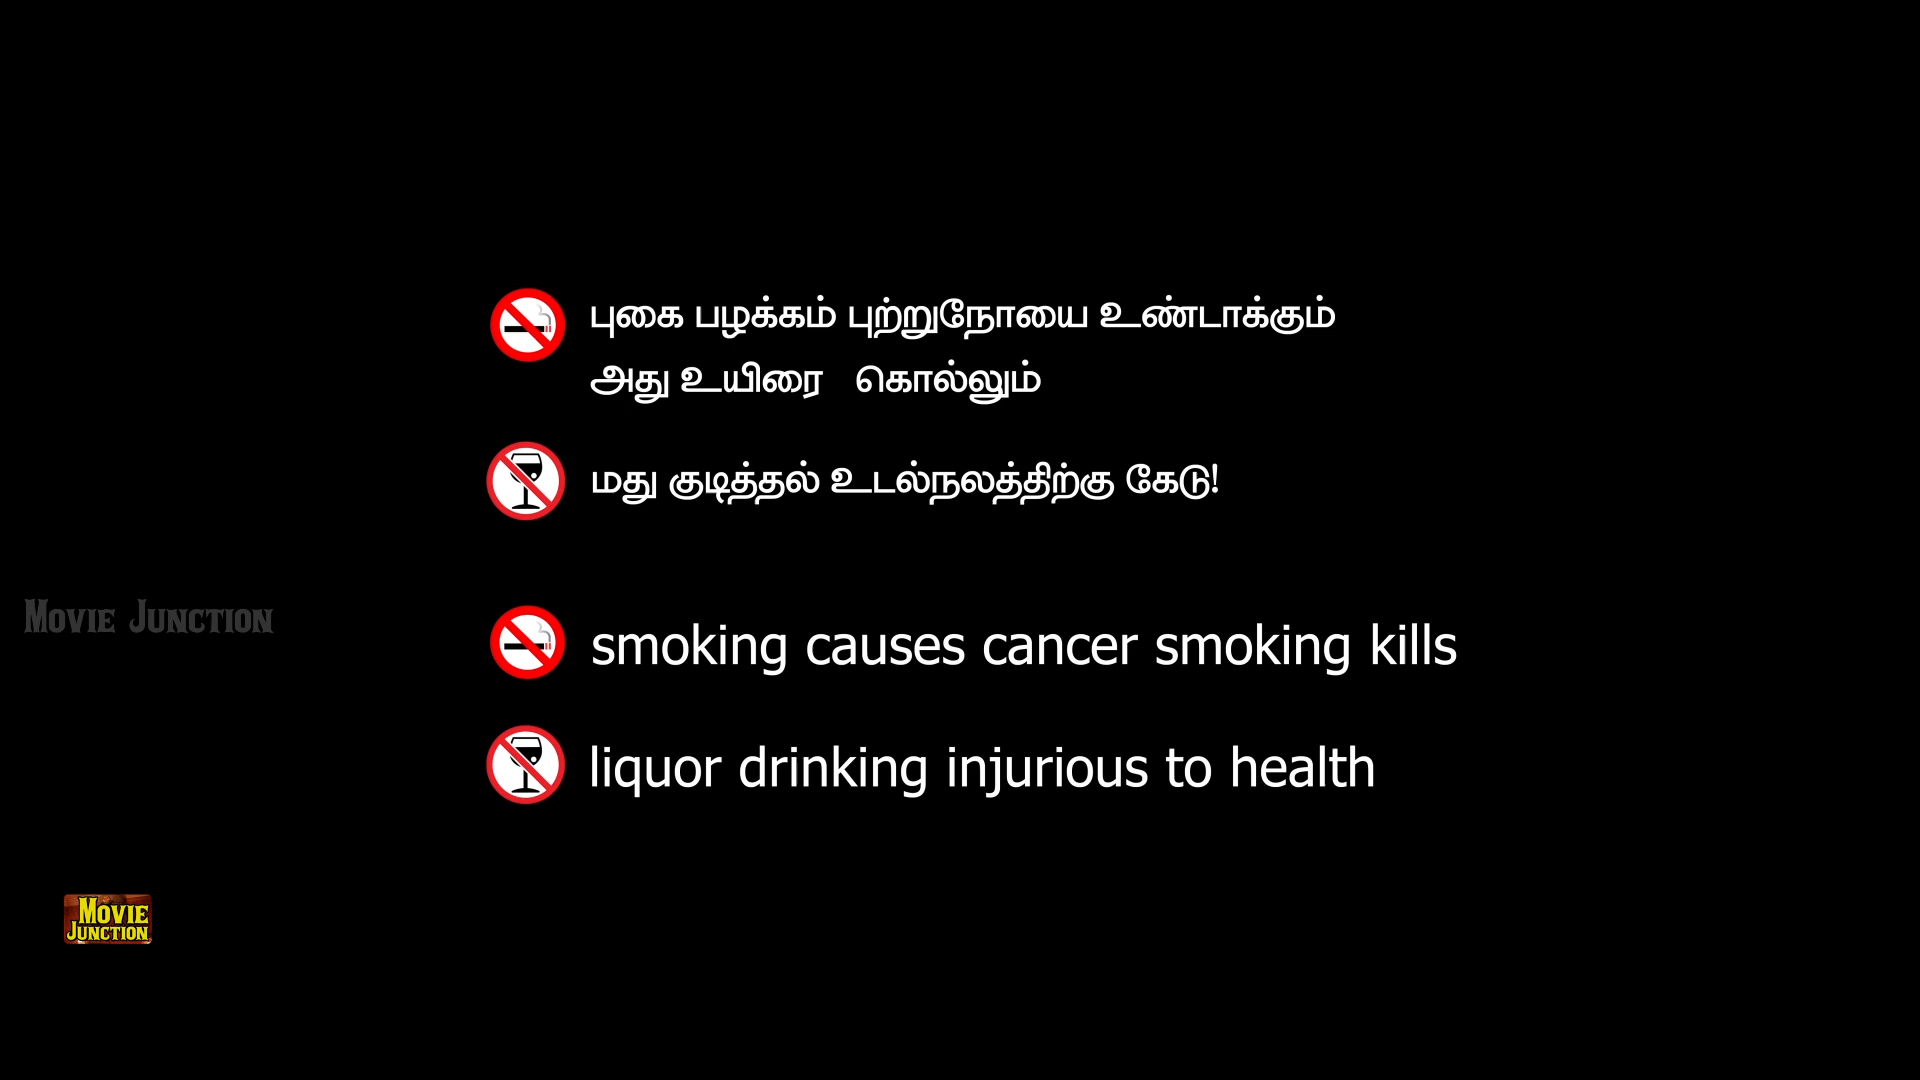 புகை பழக்கம் புற்றுநோயை உண்டாக்கும்
அது உயிரை கொல்லும்
மது குடித்தல் உடல்நலத்திற்கு கேடு!
Movie Junction
smoking causes cancer smoking kills
liquor drinking injurious to health
Movie
Junction